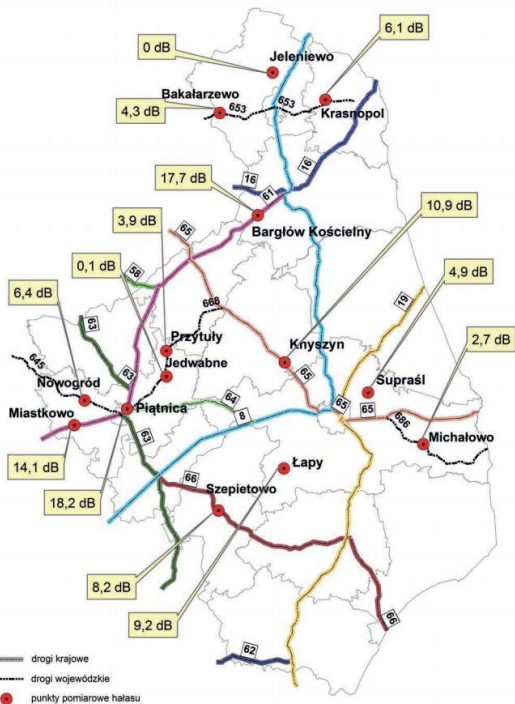 0 dB
6,1 dB
Jeleniewo
Bakałarzewo
653
653
4,3 dB
Krasnopol
16
16
17,7 dB
61
10,9 dB
3,9 dB
65
Bargłów Kościelny
0,1 dB
58
4,9 dB
6,4 dB
19
63
668
2,7 dB
Przytuły
Knyszyn
645
63
Jedwabne
65
Supraśl
Nowogród
64
Piątnica
65
65
686
Miastkowo
8
63
Michałowo
14,1 dB
Łapy
66
18,2 dB
Szepietowo
8,2 dB
66
9,2 dB
62
drogi krajowe
drogi wojewódzkie
punkty pomiarowe hałasu